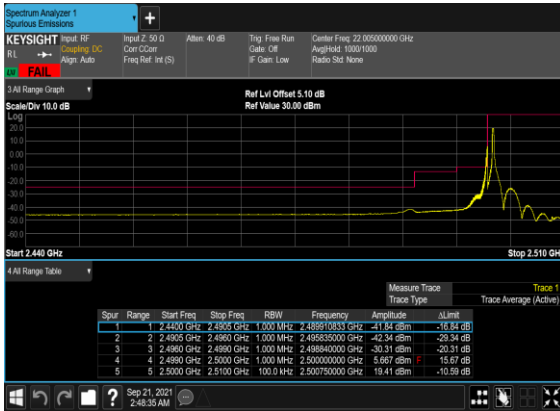 Spectrum Analyzer 1
Spurious Emissions
+
KEYSIGHT Input: RF Input Z: 50 Ω Atten: 40 dB Trig: Free Run Center Freq: 22.005000000 GHz
RL Coupling: DC Corr CCorr Gate: Off Avg|Hold: 1000/1000
Align: Auto Freq Ref: Int (S) IF Gain: Low Radio Std: None
FAIL
3 All Range Graph
Ref Lvl Offset 5.10 dB
Scale/Div 10.0 dB Ref Value 30.00 dBm
Log
20.0
10.0
0.00
-10.0
-20.0
-30.0
-40.0
-50.0
-60.0
Start 2.440 GHz Stop 2.510 GH
4 All Range Table
Measure Trace Trace 1
Trace Type Trace Average (Active)
Spur Range Start Freq Stop Freq RBW Frequency Amplitude ΔLimit
1 1 2.4400 GHz 2.4905 GHz 1.000 MHz 2.489910833 GHz -41.84 dBm -16.84 dB
2 2 2.4905 GHz 2.4960 GHz 1.000 MHz 2.495835000 GHz -42.34 dBm -29.34 dB
3 3 2.4960 GHz 2.4990 GHz 1.000 MHz 2.498840000 GHz -30.31 dBm -20.31 dB
4 4 2.4990 GHz 2.5000 GHz 1.000 MHz 2.500000000 GHz 5.667 dBm F 15.67 dB
5 5 2.5000 GHz 2.5100 GHz 100.0 kHz 2.500750000 GHz 19.41 dBm -10.59 dB
?
Sep 21, 2021
2:48:35 AM